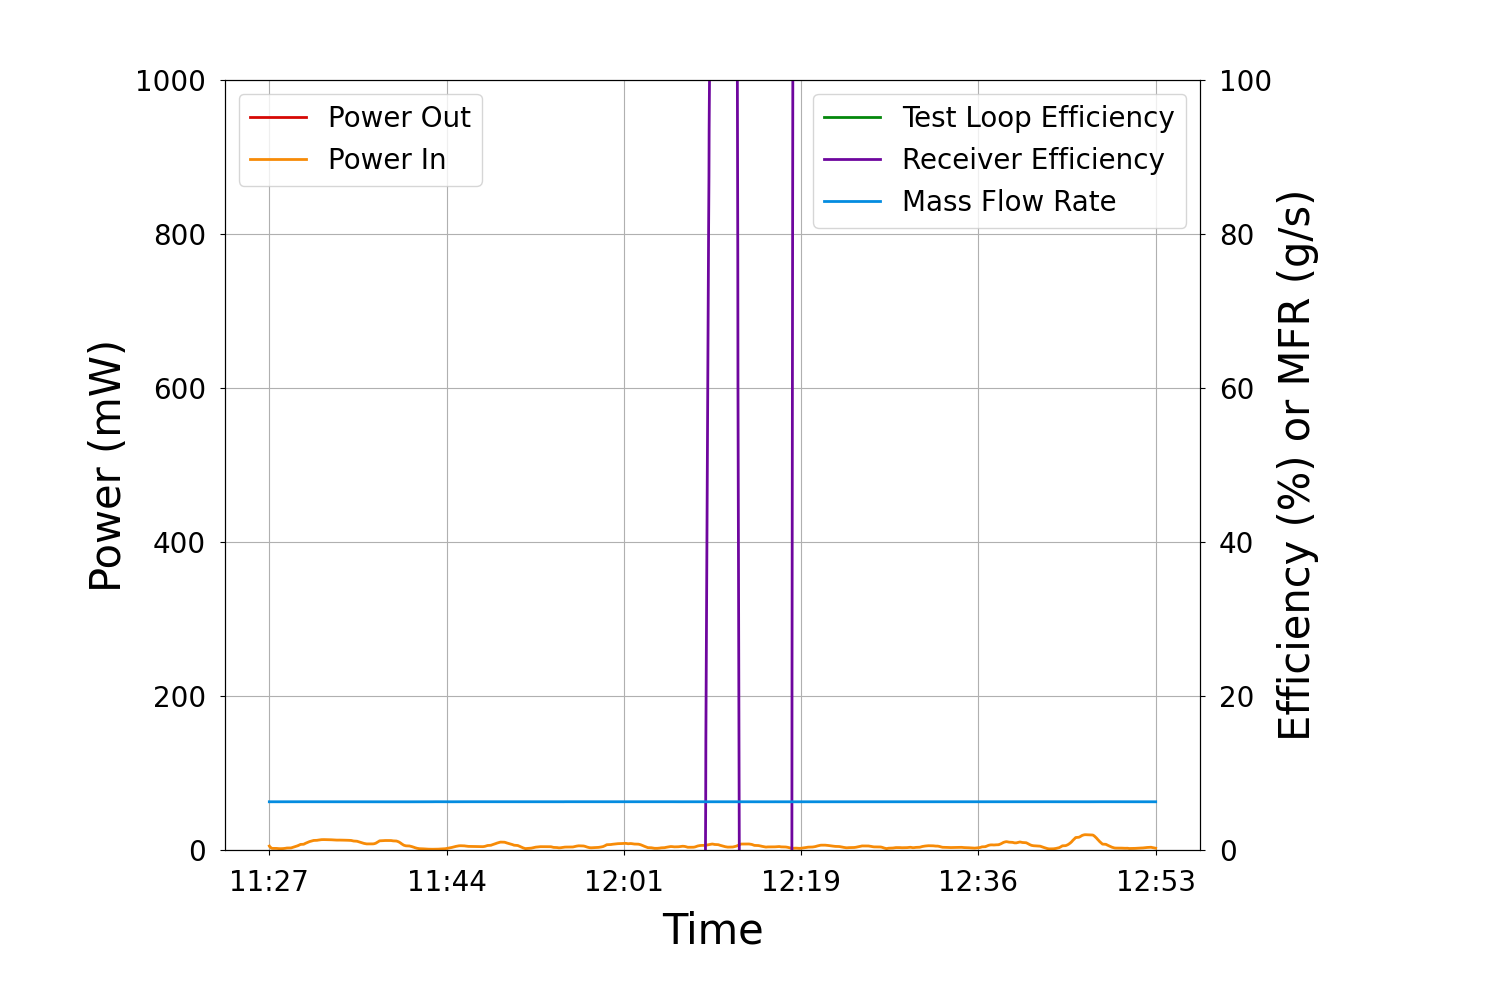 1000
800
600
400
200
0
Power (mW)
Power Out
Power In
Test Loop Efficiency
Receiver Efficiency
Mass Flow Rate
100
80
60
40
20
0
Efficiency (%) or MFR (g/s)
11:27 11:44 12:01 12:19 12:36 12:53
Time